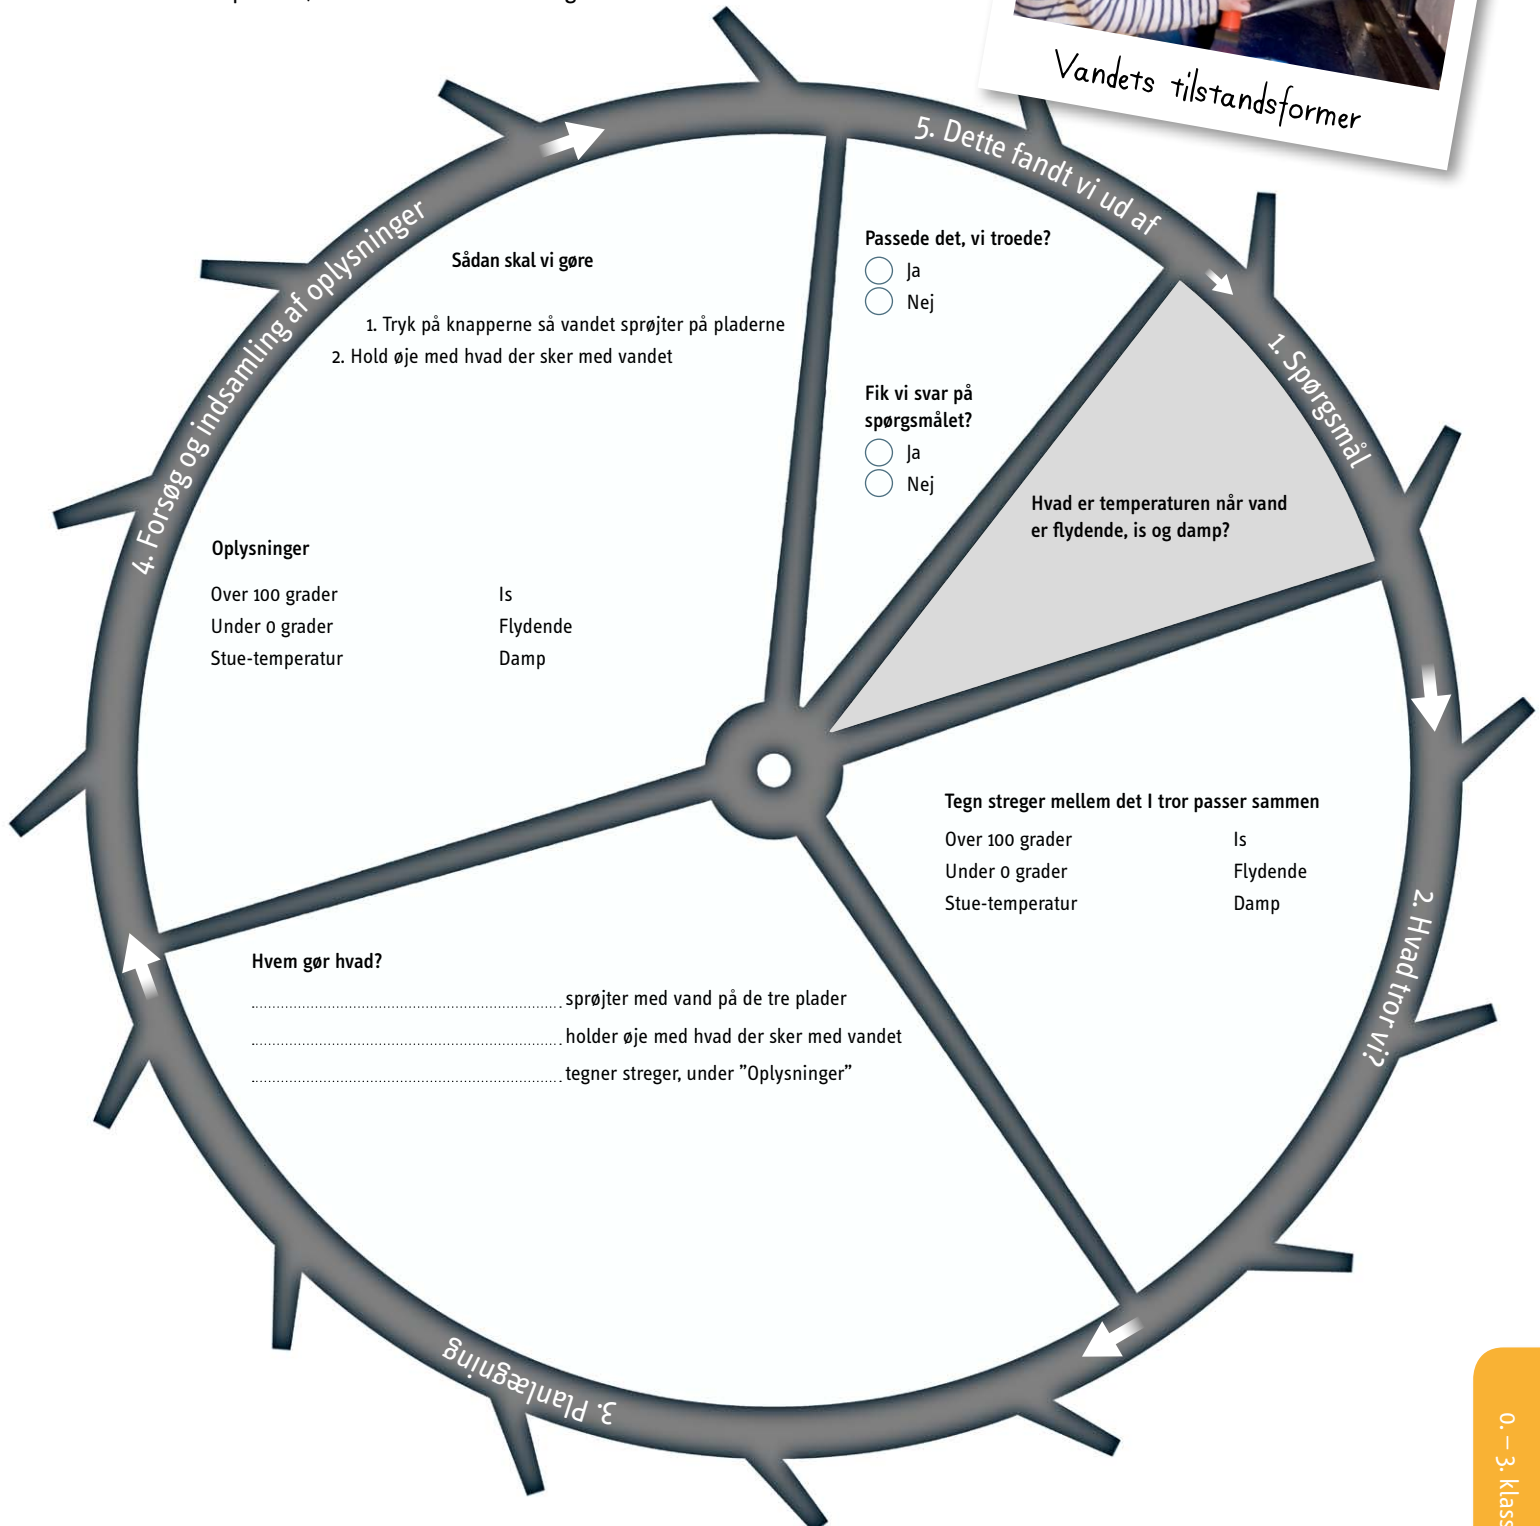 Vandets tilstandsformer
5. Dette fandt vi ud af
Passede det, vi troede?
Ja
Nej
Fik vi svar på
spørgsmålet?
Ja
Nej
1. Spørgsmål
Hvad er temperaturen når vand
er flydende, is og damp?
2. Hvad tror vi?
Tegn streger mellem det I tror passer sammen
Over 100 grader Is
Under 0 grader Flydende
Stue-temperatur Damp
3. Planlægning
Hvem gør hvad?
sprøjter med vand på de tre plader
holder øje med hvad der sker med vandet
tegner streger, under ”Oplysninger”
4. Forsøg og indsamling af oplysninger
Sådan skal vi gøre
1. Tryk på knapperne så vandet sprøjter på pladerne
2. Hold øje med hvad der sker med vandet
Oplysninger
Over 100 grader Is
Under 0 grader Flydende
Stue-temperatur Damp
0. – 3. klass